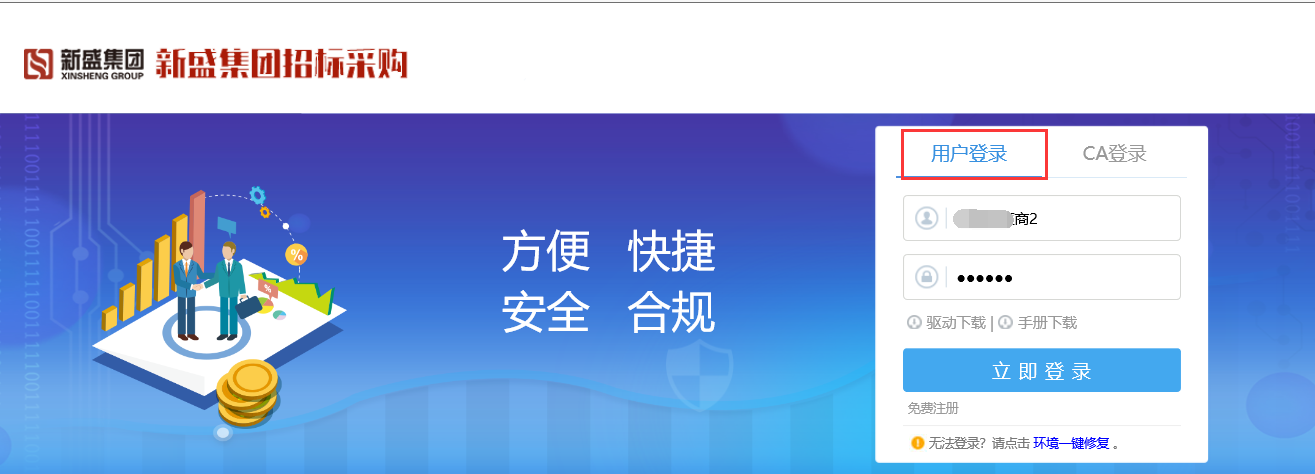 新盛集团
XINSHENG GROUP
新盛集团招标采购
方便 快捷
安全 合规
用户登录 CA登录
商2
••••••
驱动下载 | 手册下载
立即登录
免费注册
无法登录？请点击 环境一键修复 。
%
%